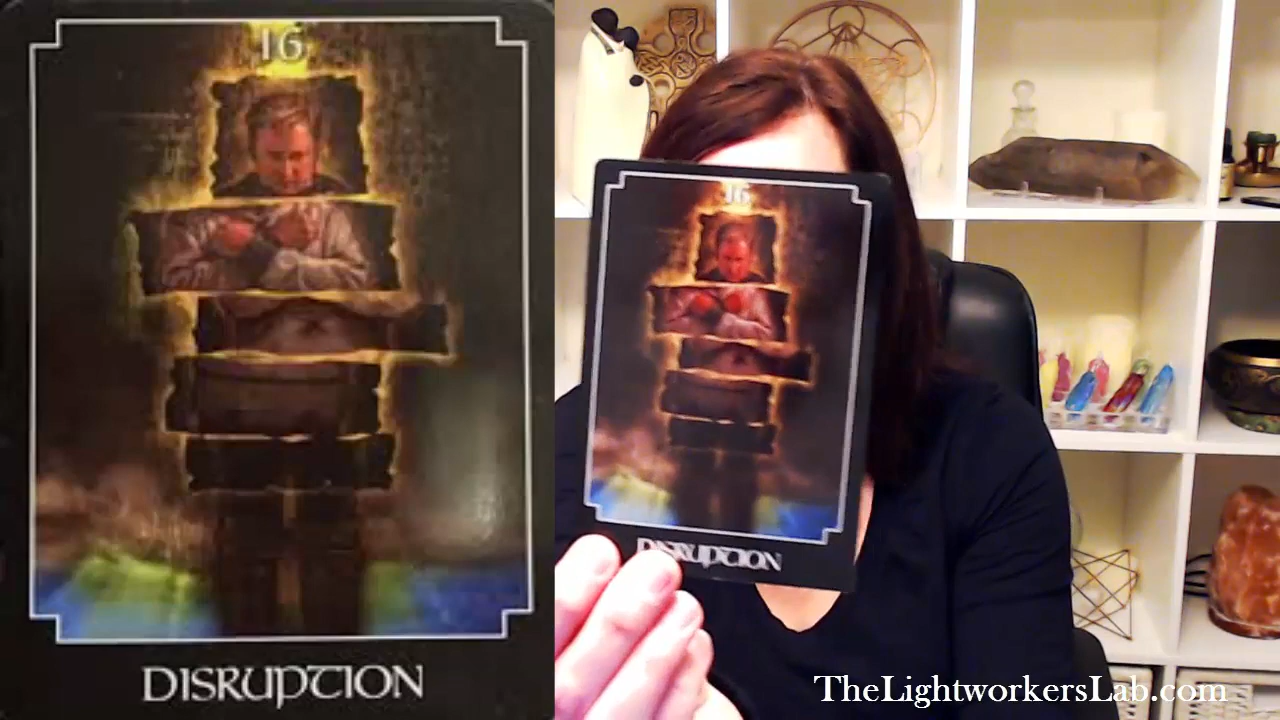 16
DISRUPTION
16
DISRUPTION
TheLightworkersLab.com